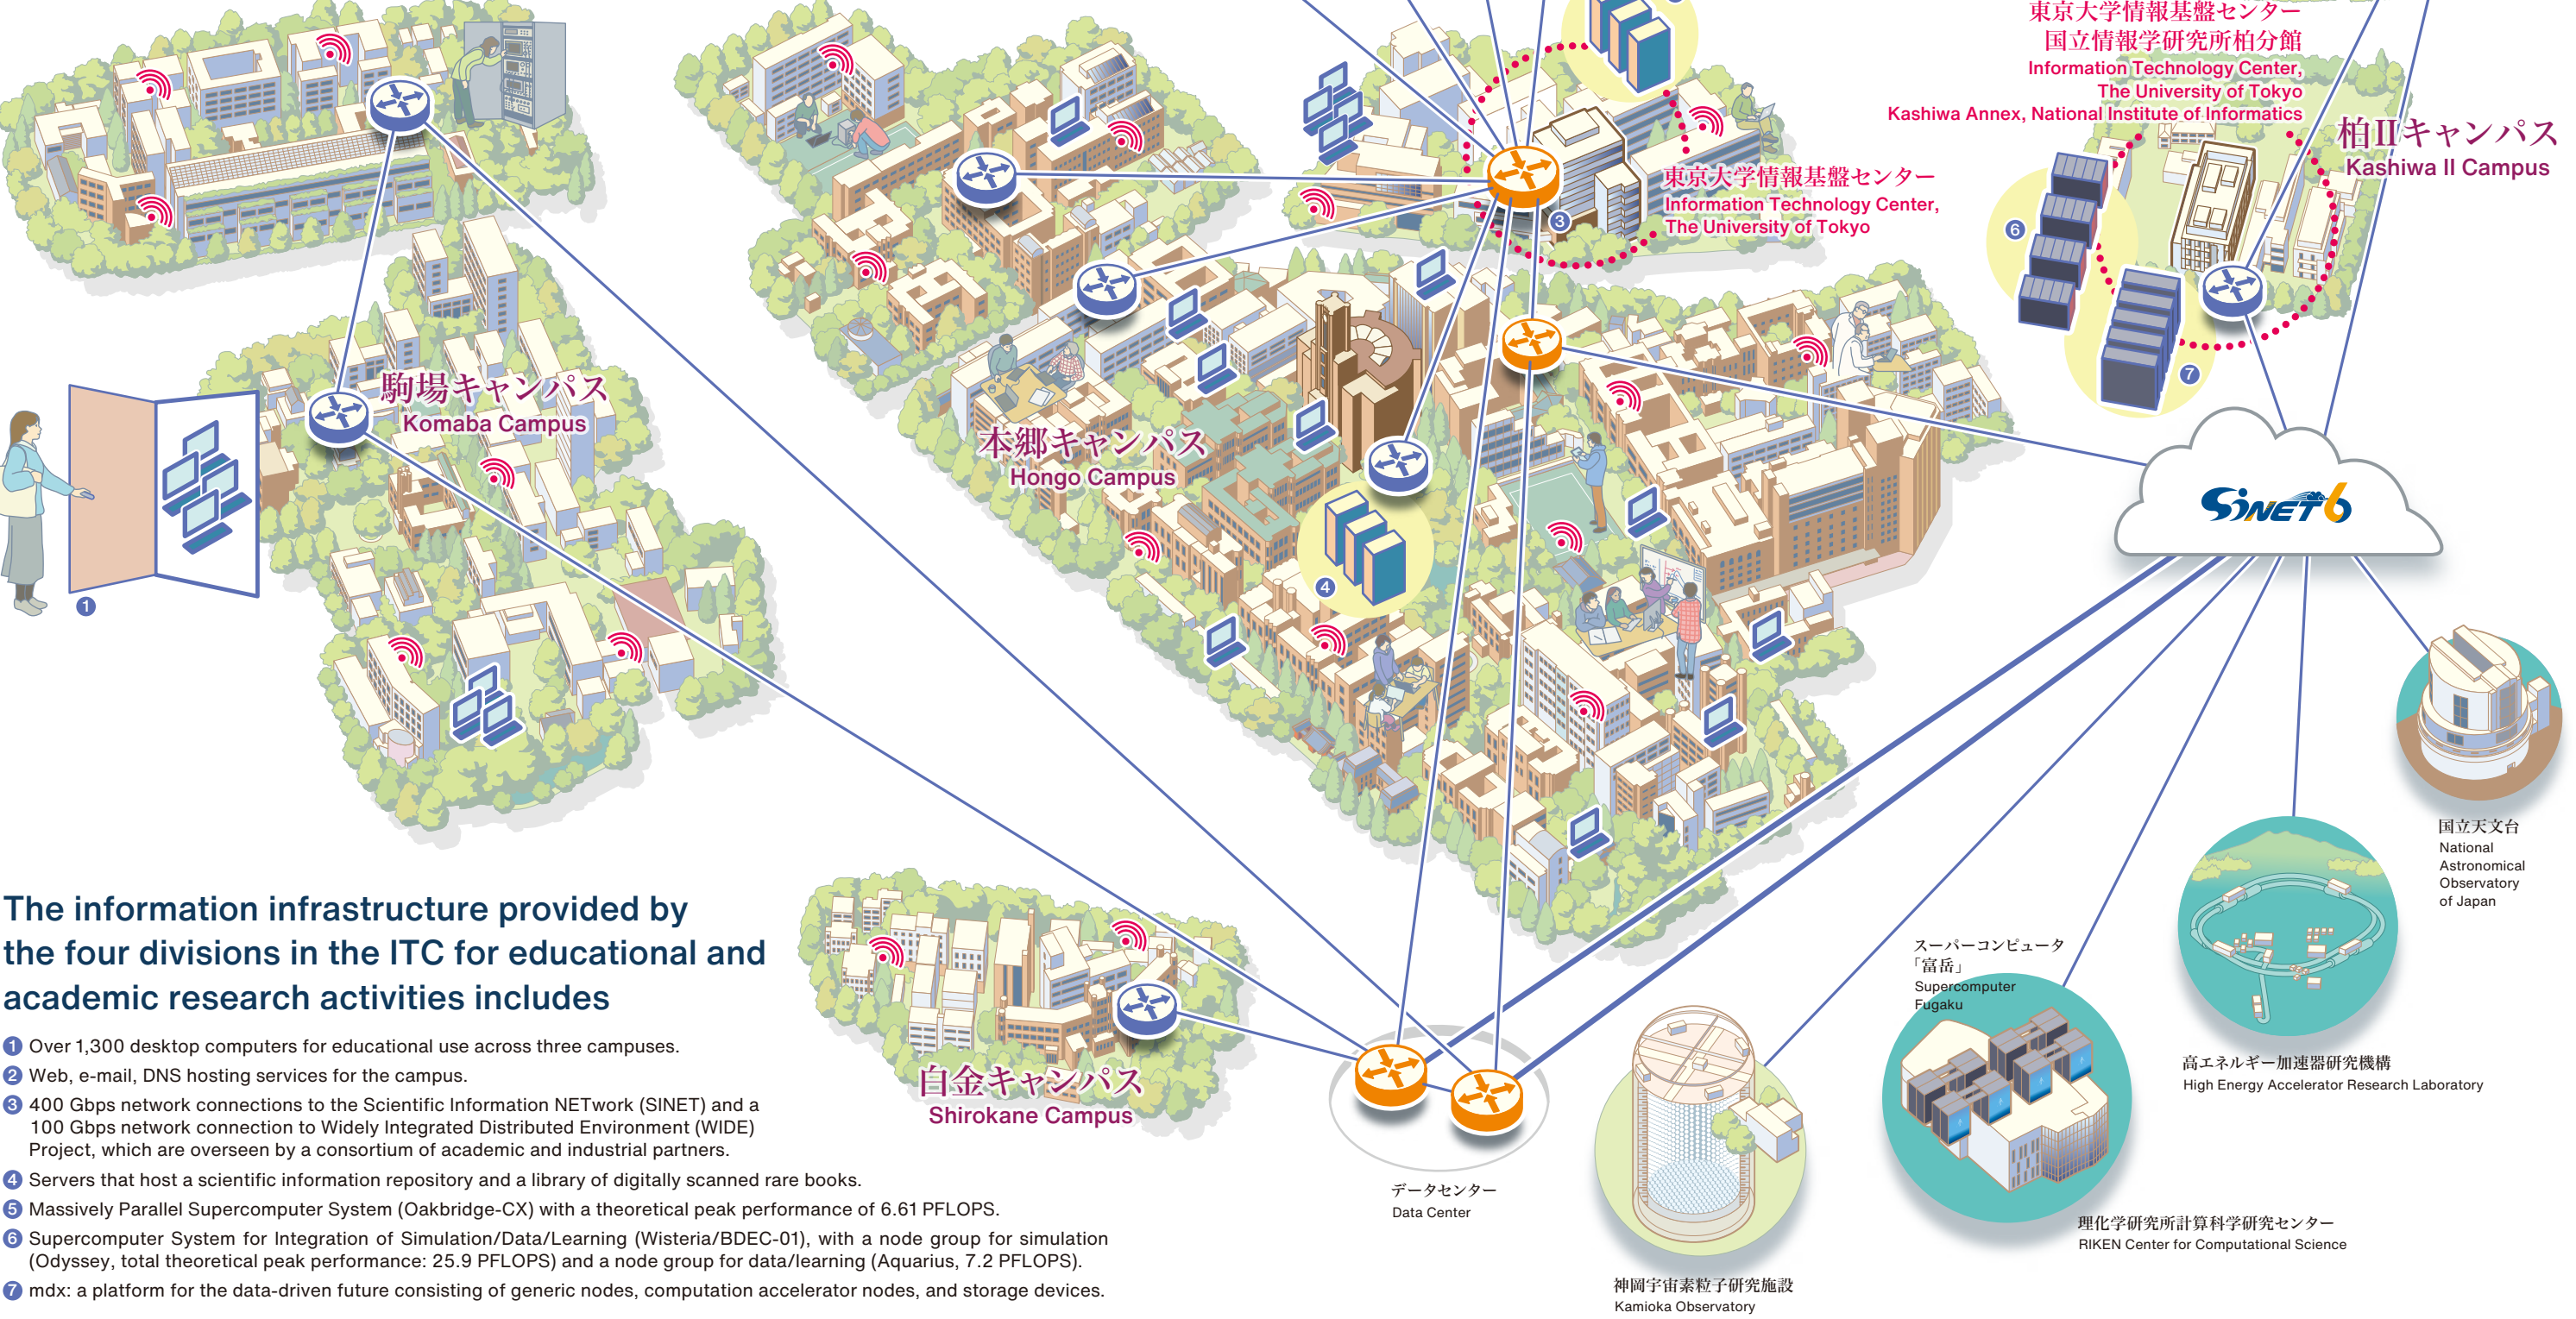 東京大学情報基盤センター
国立情報学研究所柏分館
Information Technology Center,
The University of Tokyo
Kashiwa Annex, National Institute of Informatics
柏IIキャンパス
Kashiwa II Campus
東京大学情報基盤センター
Information Technology Center,
The University of Tokyo
3
6
7
駒場キャンパス
Komaba Campus
本郷キャンパス
Hongo Campus
SINET6
4
1
国立天文台
National
Astronomical
Observatory
of Japan
The information infrastructure provided by
the four divisions in the ITC for educational and
academic research activities includes
1 Over 1,300 desktop computers for educational use across three campuses.
2 Web, e-mail, DNS hosting services for the campus.
3 400 Gbps network connections to the Scientific Information NETwork (SINET) and a
100 Gbps network connection to Widely Integrated Distributed Environment (WIDE)
Project, which are overseen by a consortium of academic and industrial partners.
4 Servers that host a scientific information repository and a library of digitally scanned rare books.
5 Massively Parallel Supercomputer System (Oakbridge-CX) with a theoretical peak performance of 6.61 PFLOPS.
6 Supercomputer System for Integration of Simulation/Data/Learning (Wisteria/BDEC-01), with a node group for simulation
(Odyssey, total theoretical peak performance: 25.9 PFLOPS) and a node group for data/learning (Aquarius, 7.2 PFLOPS).
7 mdx: a platform for the data-driven future consisting of generic nodes, computation accelerator nodes, and storage devices.
白金キャンパス
Shirokane Campus
データセンター
Data Center
スーパーコンピュータ
「富岳」
Supercomputer
Fugaku
高エネルギー加速器研究機構
High Energy Accelerator Research Laboratory
理化学研究所計算科学研究センター
RIKEN Center for Computational Science
神岡宇宙素粒子研究施設
Kamioka Observatory